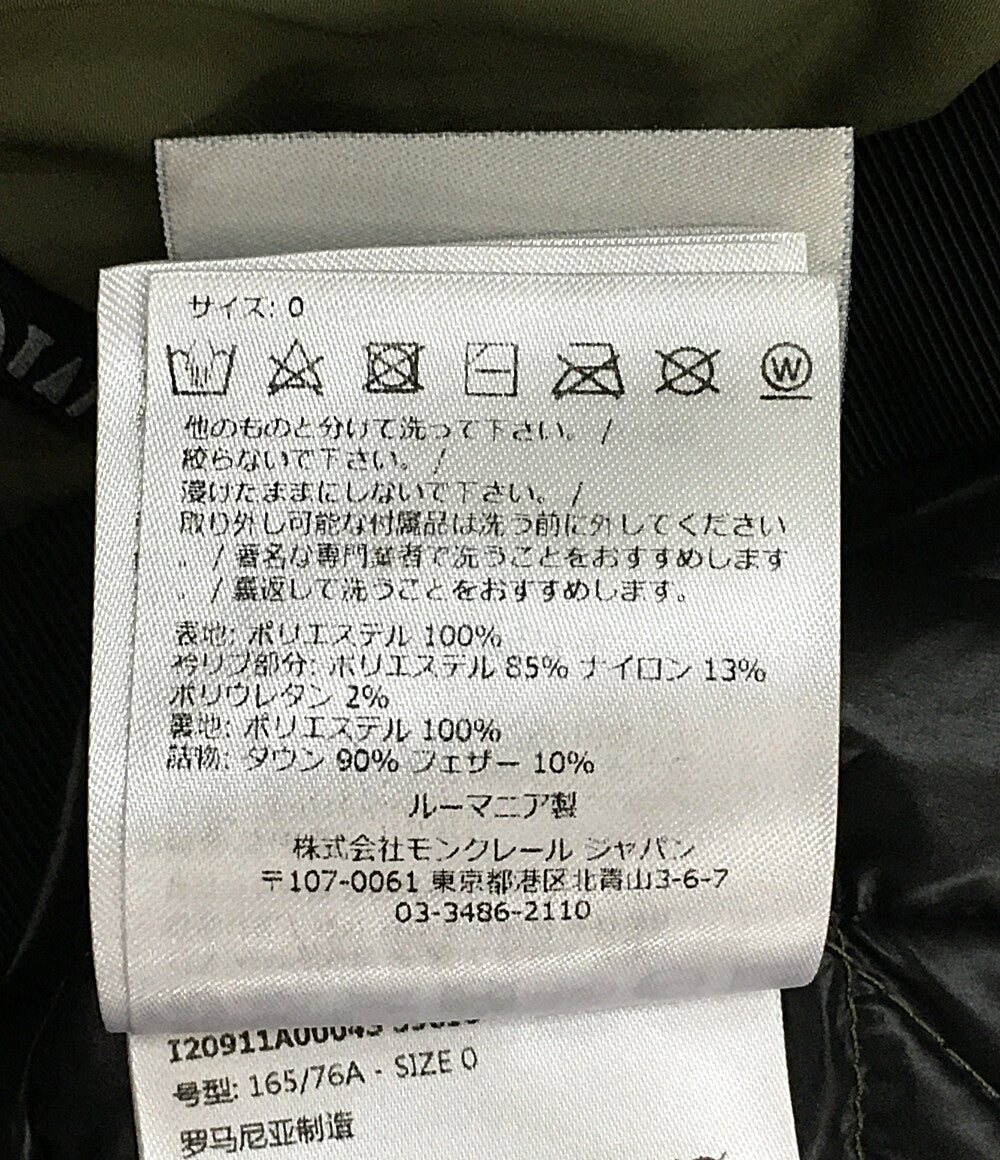 サイズ: 0
W
他のものと分けて洗って下さい。 /
絞らないで下さい。 /
浸けたままにしないで下さい。 /
取り外し可能な付属品は洗う前に外してください
。 / 著名な専門業者で洗うことをおすすめします
。 / 裏返して洗うことをおすすめします。
表地: ポリエステル 100%
衿リブ部分: ポリエステル 85% ナイロン 13%
ポリウレタン 2%
裏地: ポリエステル 100%
詰物: ダウン 90% フェザー 10%
ルーマニア製
株式会社モンクレール ジャパン
〒107-0061 東京都港区北青山3-6-7
03-3486-2110
I20911A00045
号型: 165/76A - SIZE 0
罗马尼亚制造